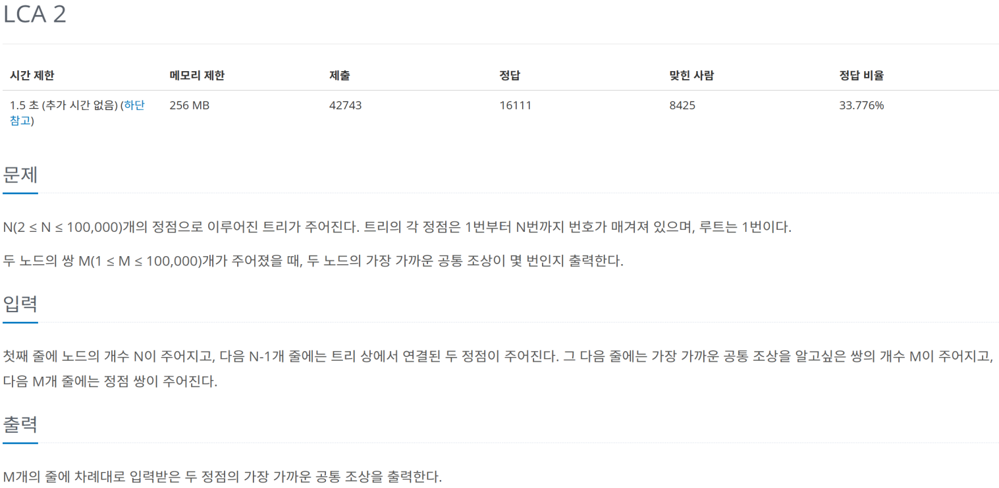 LCA 2
시간 제한 메모리 제한 제출 정답 맞힌 사람 정답 비율
1.5 초 (추가 시간 없음) (하단 256 MB 42743 16111 8425 33.776%
참고)
문제
N(2 ≤ N ≤ 100,000)개의 정점으로 이루어진 트리가 주어진다. 트리의 각 정점은 1번부터 N번까지 번호가 매겨져 있으며, 루트는 1번이다.
두 노드의 쌍 M(1 ≤ M ≤ 100,000)개가 주어졌을 때, 두 노드의 가장 가까운 공통 조상이 몇 번인지 출력한다.
입력
첫째 줄에 노드의 개수 N이 주어지고, 다음 N-1개 줄에는 트리 상에서 연결된 두 정점이 주어진다. 그 다음 줄에는 가장 가까운 공통 조상을 알고싶은 쌍의 개수 M이 주어지고,
다음 M개 줄에는 정점 쌍이 주어진다.
출력
M개의 줄에 차례대로 입력받은 두 정점의 가장 가까운 공통 조상을 출력한다.